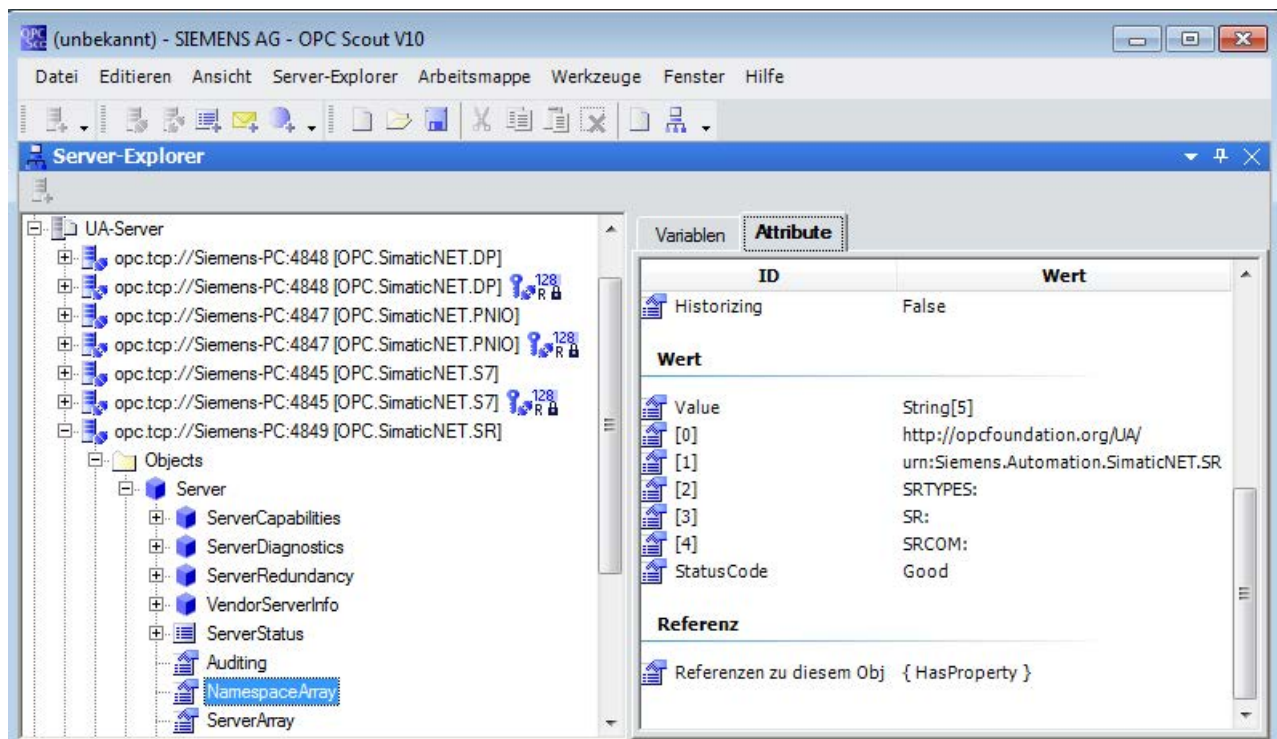 (unbekannt) - SIEMENS AG - OPC Scout V10
Datei Editieren Ansicht Server-Explorer Arbeitsmappe Werkzeuge Fenster Hilfe
Server-Explorer
UA-Server
opc.tcp://Siemens-PC:4848 [OPC.SimaticNET.DP]
opc.tcp://Siemens-PC:4848 [OPC.SimaticNET.DP] 128 R
opc.tcp://Siemens-PC:4847 [OPC.SimaticNET.PNIO]
opc.tcp://Siemens-PC:4847 [OPC.SimaticNET.PNIO] 128 R
opc.tcp://Siemens-PC:4845 [OPC.SimaticNET.S7]
opc.tcp://Siemens-PC:4845 [OPC.SimaticNET.S7] 128 R
opc.tcp://Siemens-PC:4849 [OPC.SimaticNET.SR]
Objects
Server
ServerCapabilities
ServerDiagnostics
ServerRedundancy
VendorServerInfo
ServerStatus
Auditing
NamespaceArray
ServerArray
Variablen Attribute
ID Wert
Historizing False
Wert
Value String[5]
[0] http://opcfoundation.org/UA/
[1] urn:Siemens.Automation.SimaticNET.SR
[2] SRTYPES:
[3] SR:
[4] SRCOM:
StatusCode Good
Referenz
Referenzen zu diesem Obj { HasProperty }